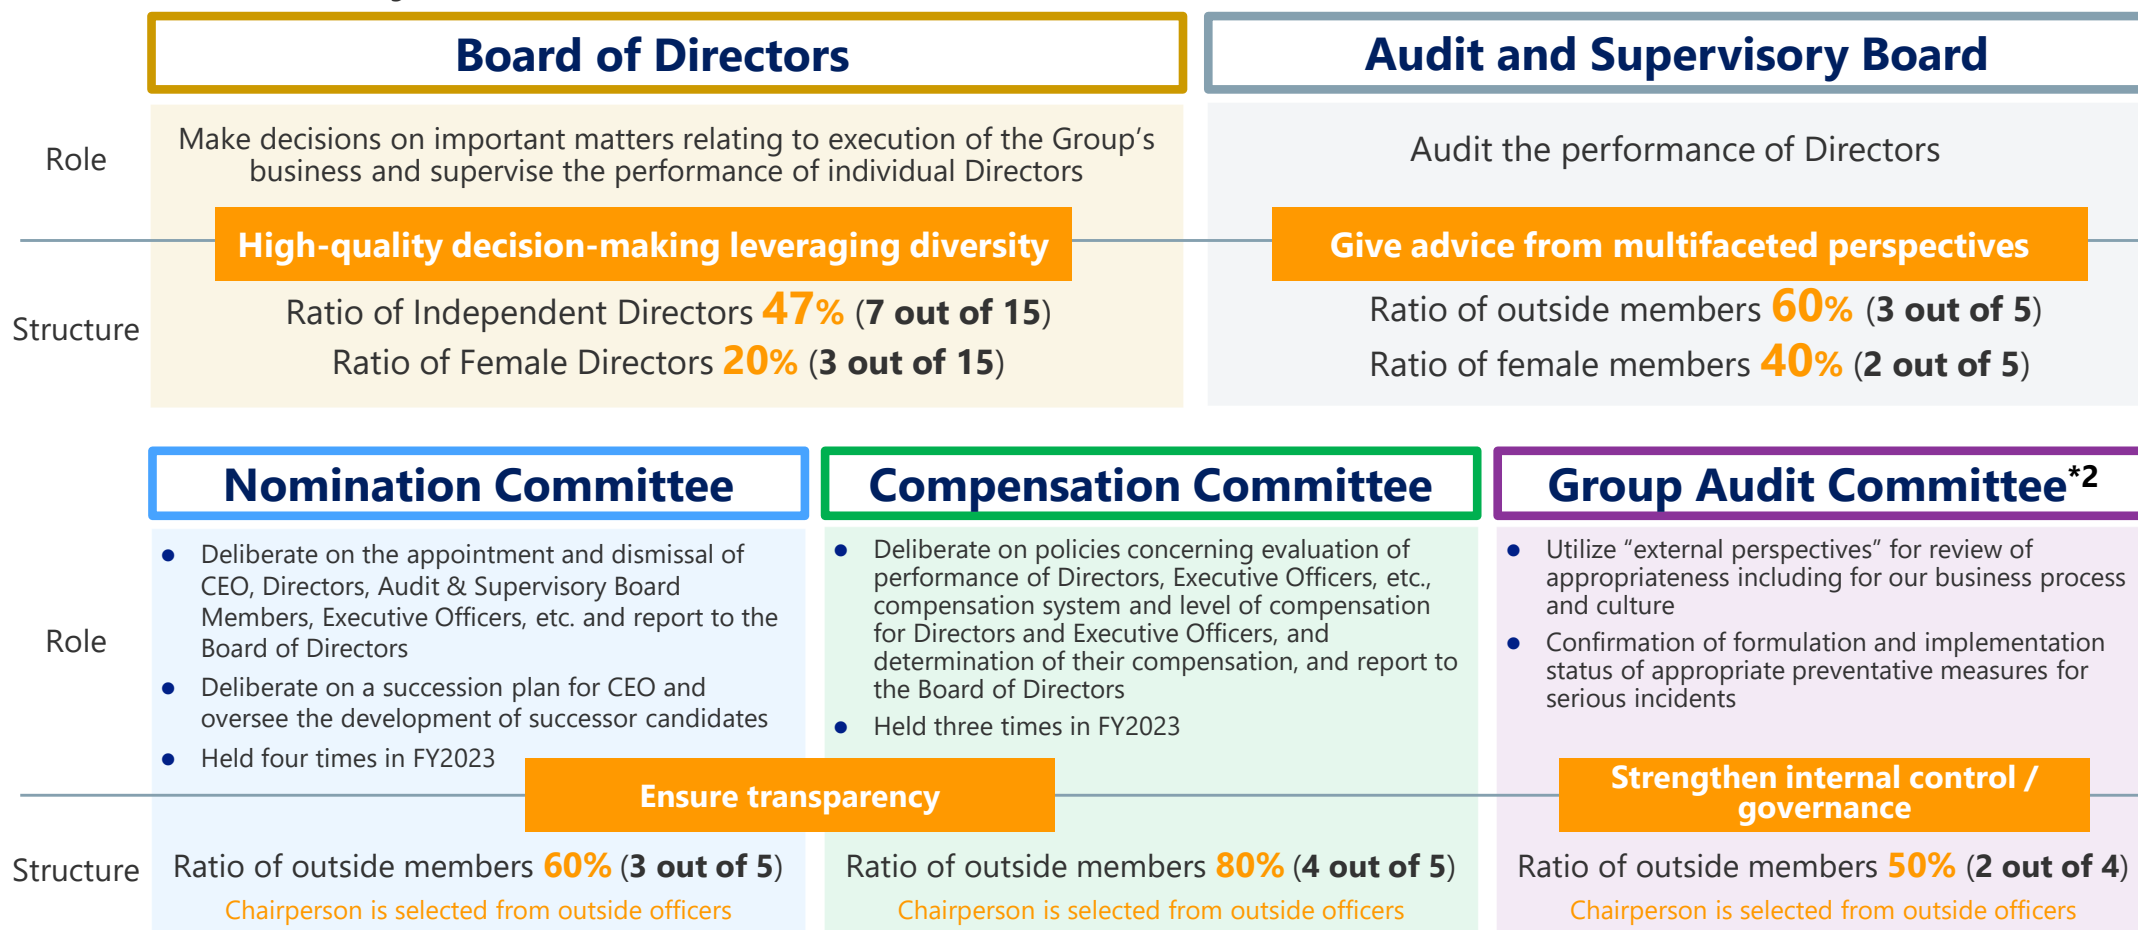 Board of Directors
Audit and Supervisory Board
Role
Make decisions on important matters relating to execution of the Group's
business and supervise the performance of individual Directors
Audit the performance of Directors
High-quality decision-making leveraging diversity
Give advice from multifaceted perspectives
Structure
Ratio of Independent Directors 47% (7 out of 15)
Ratio of Female Directors 20% (3 out of 15)
Ratio of outside members 60% (3 out of 5)
Ratio of female members 40% (2 out of 5)
Nomination Committee
Compensation Committee
Group Audit Committee*2
Role
● Deliberate on the appointment and dismissal of
CEO, Directors, Audit & Supervisory Board
Members, Executive Officers, etc. and report to the
Board of Directors
● Deliberate on a succession plan for CEO and
oversee the development of successor candidates
● Held four times in FY2023
● Deliberate on policies concerning evaluation of
performance of Directors, Executive Officers, etc.,
compensation system and level of compensation
for Directors and Executive Officers, and
determination of their compensation, and report to
the Board of Directors
● Held three times in FY2023
● Utilize “external perspectives” for review of
appropriateness including for our business process
and culture
● Confirmation of formulation and implementation
status of appropriate preventative measures for
serious incidents
Ensure transparency
Strengthen internal control /
governance
Structure
Ratio of outside members 60% (3 out of 5)
Chairperson is selected from outside officers
Ratio of outside members 80% (4 out of 5)
Chairperson is selected from outside officers
Ratio of outside members 50% (2 out of 4)
Chairperson is selected from outside officers